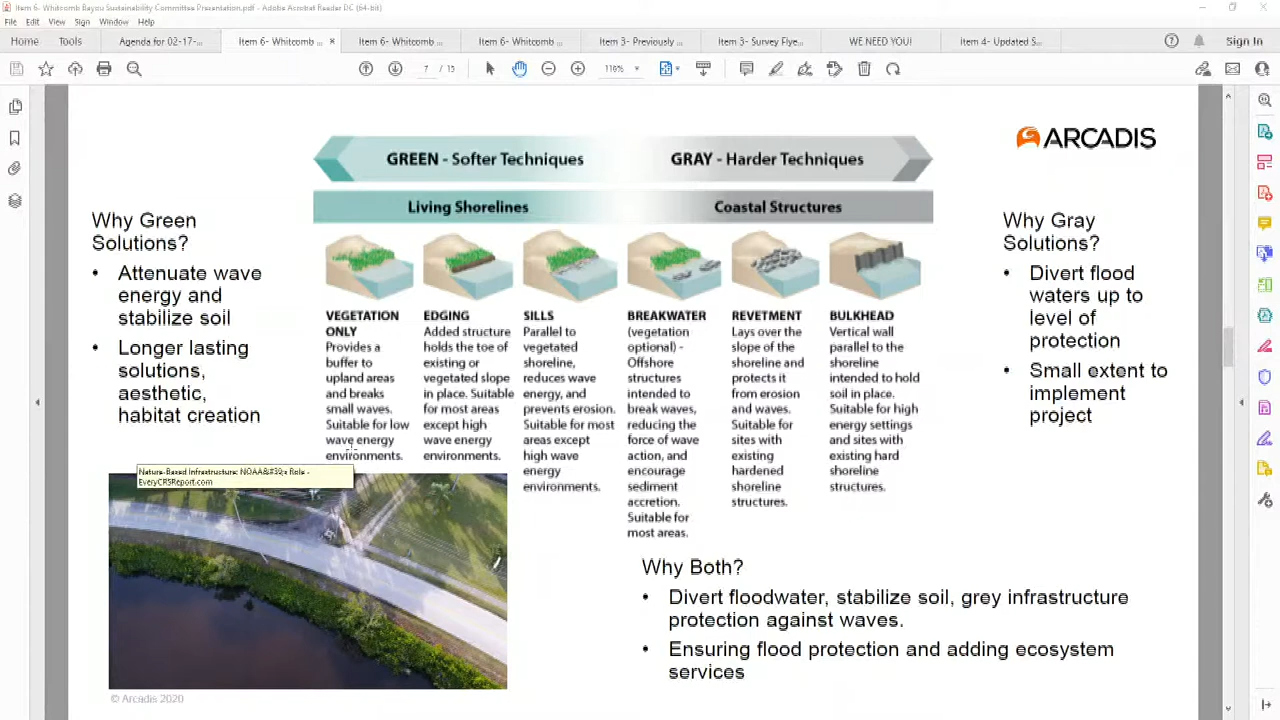 Item 6- Whitcomb Bayou Sustainability Committee Presentation.pdf - Adobe Acrobat Reader DC (64-bit)
File Edit View Sign Window Help
Home Tools Agenda for 02-17-... Item 6- Whitcomb ... × Item 6- Whitcomb ... Item 6- Whitcomb ... Item 3- Previously ... Item 3- Survey Flye... WE NEED YOU! Item 4- Updated S... Sign In
7 / 15 116%
ARCADIS
GREEN - Softer Techniques
GRAY - Harder Techniques
Living Shorelines
Coastal Structures
Why Green
Solutions?
• Attenuate wave
energy and
stabilize soil
• Longer lasting
solutions,
aesthetic,
habitat creation
VEGETATION
ONLY
Provides a
buffer to
upland areas
and breaks
small waves.
Suitable for low
wave energy
environments.
EDGING
Added structure
holds the toe of
existing or
vegetated slope
in place. Suitable
for most areas
except high
wave energy
environments.
SILLS
Parallel to
vegetated
shoreline,
reduces wave
energy, and
prevents erosion.
Suitable for most
areas except
high wave
energy
environments.
BREAKWATER
(vegetation
optional) -
Offshore
structures
intended to
break waves,
reducing the
force of wave
action, and
encourage
sediment
accretion.
Suitable for
most areas.
REVETMENT
Lays over the
slope of the
shoreline and
protects it
from erosion
and waves.
Suitable for
sites with
existing
hardened
shoreline
structures.
BULKHEAD
Vertical wall
parallel to the
shoreline
intended to hold
soil in place.
Suitable for high
energy settings
and sites with
existing hard
shoreline
structures.
Why Gray
Solutions?
• Divert flood
waters up to
level of
protection
• Small extent to
implement
project
Nature-Based Infrastructure: NOAA&#39;s Role -
EveryCRSReport.com
Why Both?
• Divert floodwater, stabilize soil, grey infrastructure
protection against waves.
• Ensuring flood protection and adding ecosystem
services
© Arcadis 2020